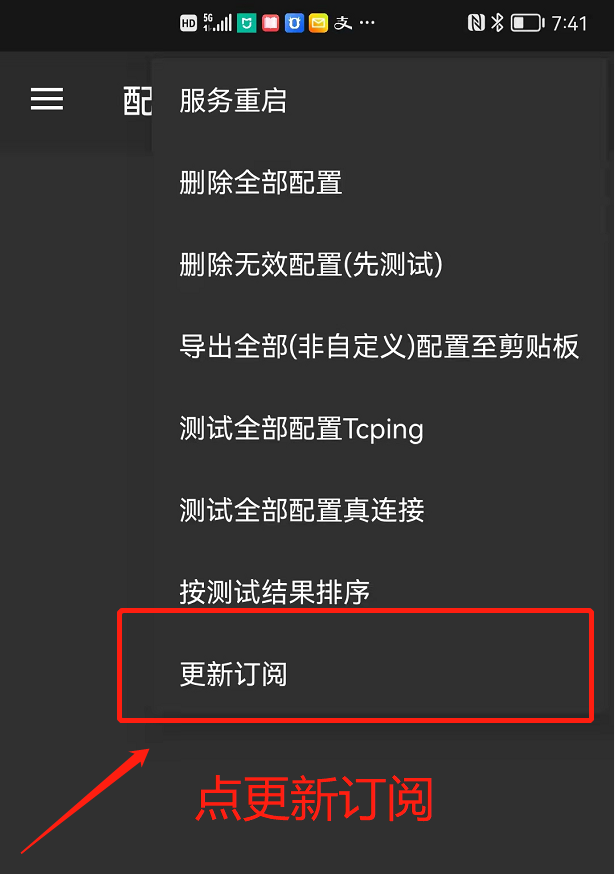 HD 5G 支 ··· 7:41
配
服务重启
删除全部配置
删除无效配置(先测试)
导出全部(非自定义)配置至剪贴板
测试全部配置Tcping
测试全部配置真连接
按测试结果排序
更新订阅
点更新订阅